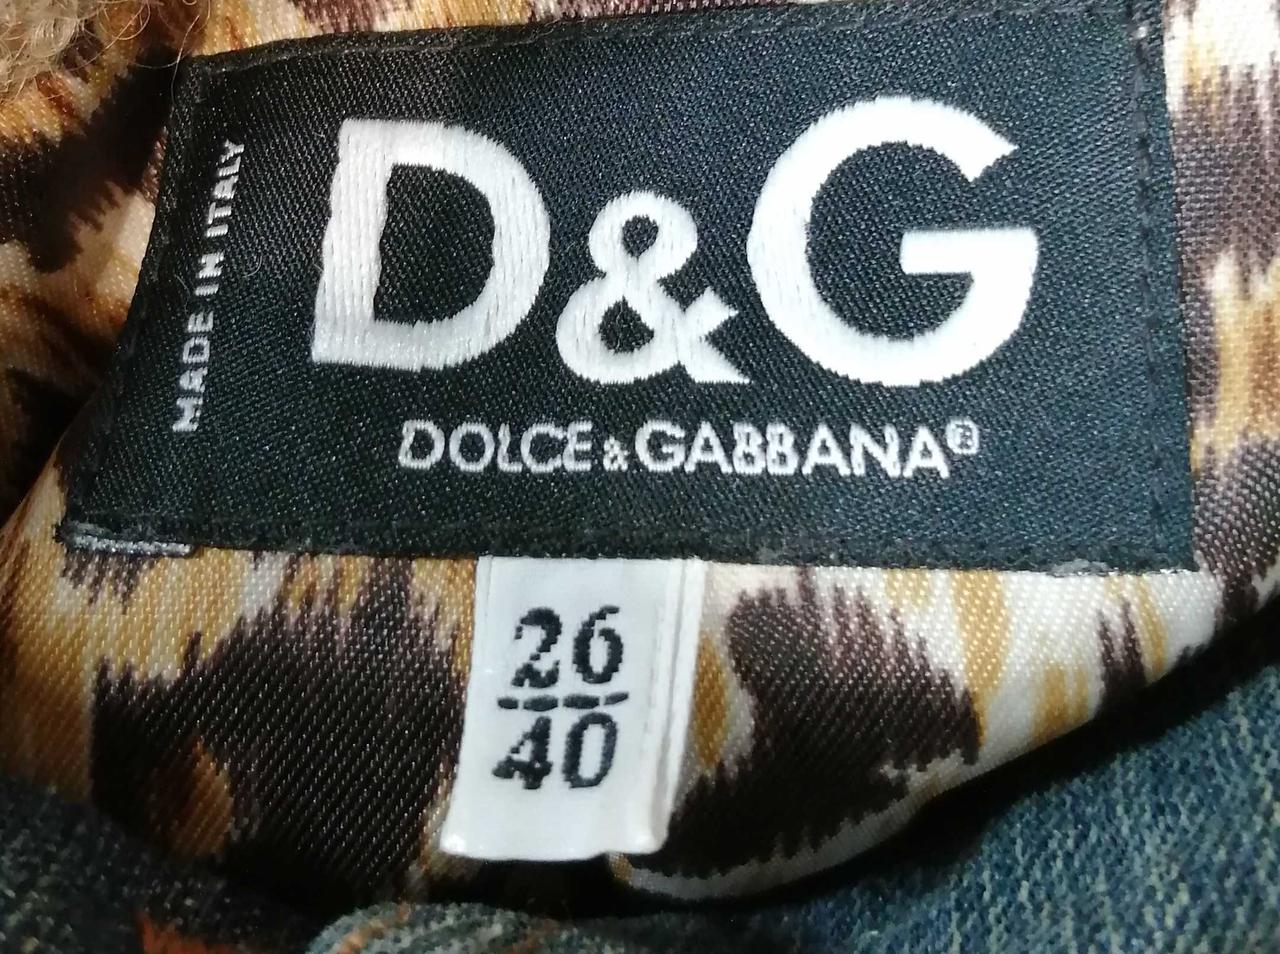 MADE IN ITALY
D&G
DOLCE & GABBANA®
26
40